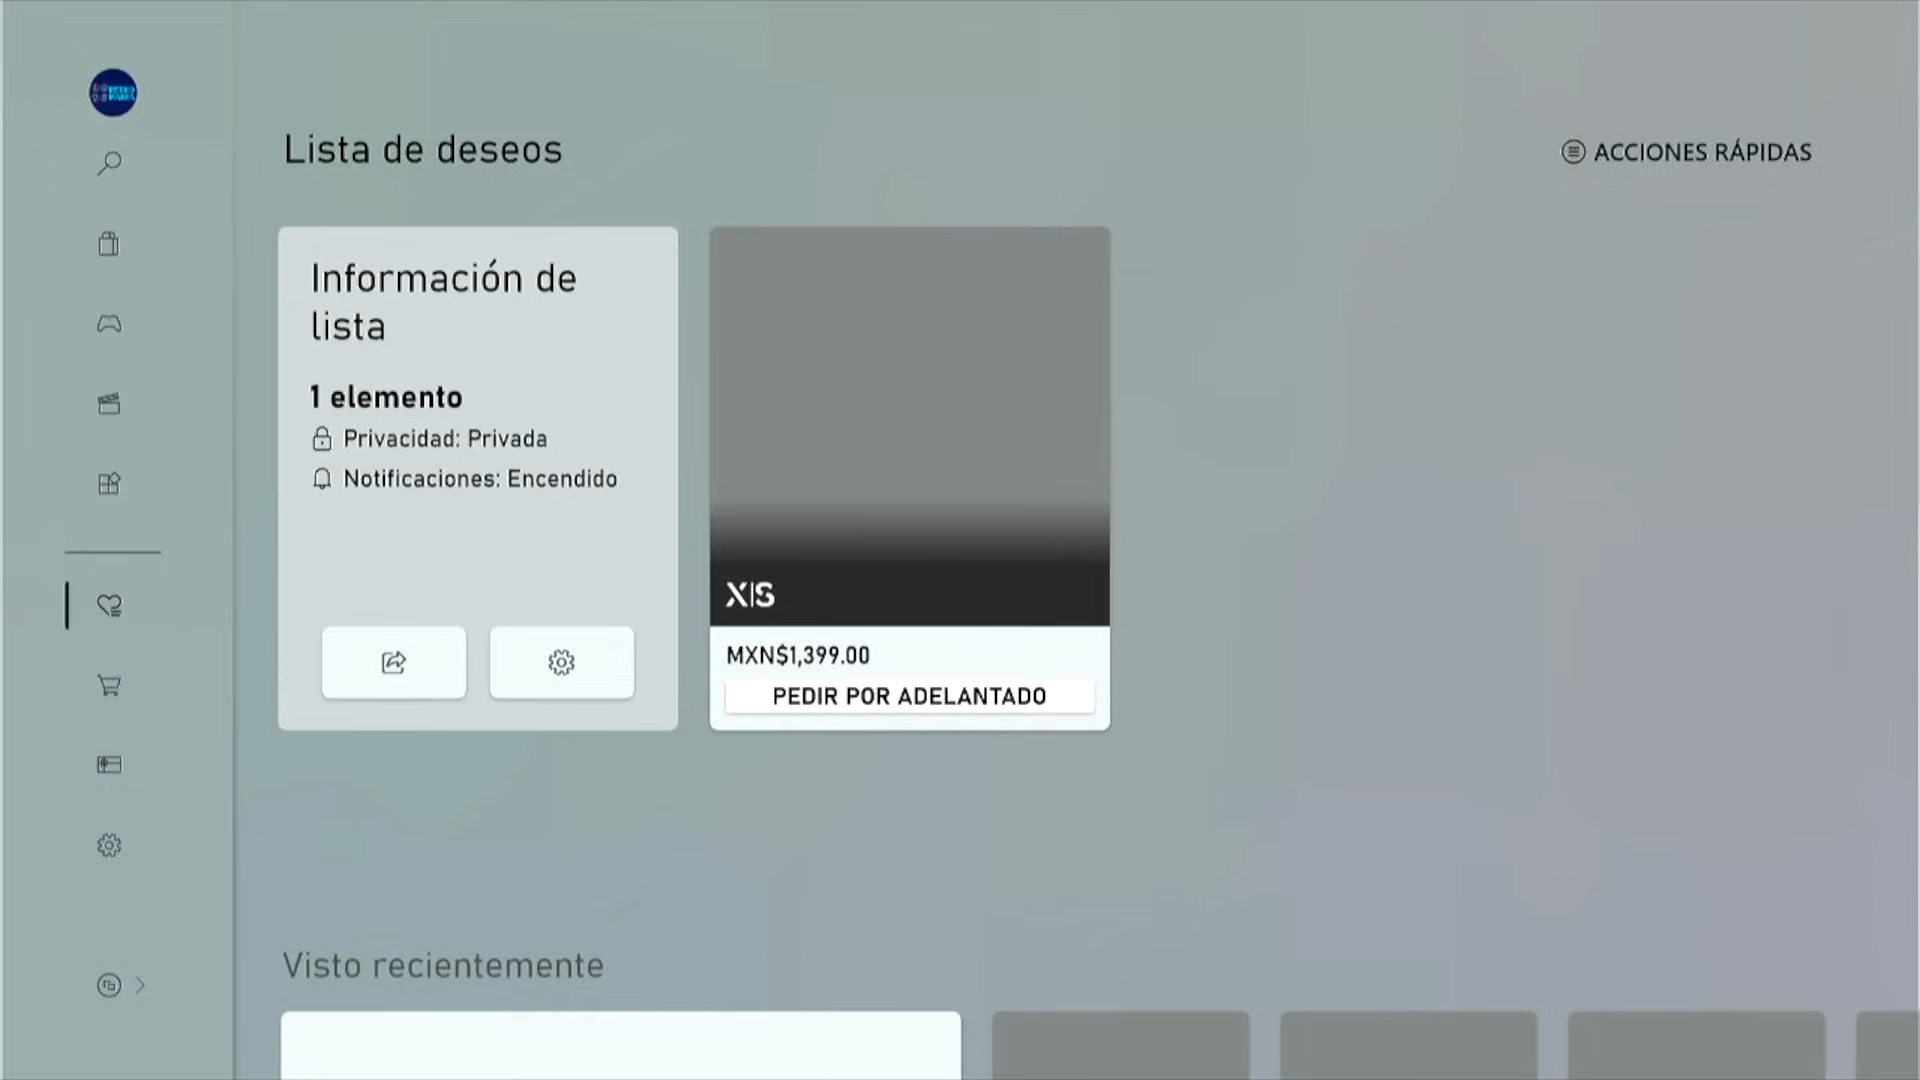 Lista de deseos
ACCIONES RÁPIDAS
Información de
lista
1 elemento
Privacidad: Privada
Notificaciones: Encendido
X|S
MXN$1,399.00
PEDIR POR ADELANTADO
Visto recientemente